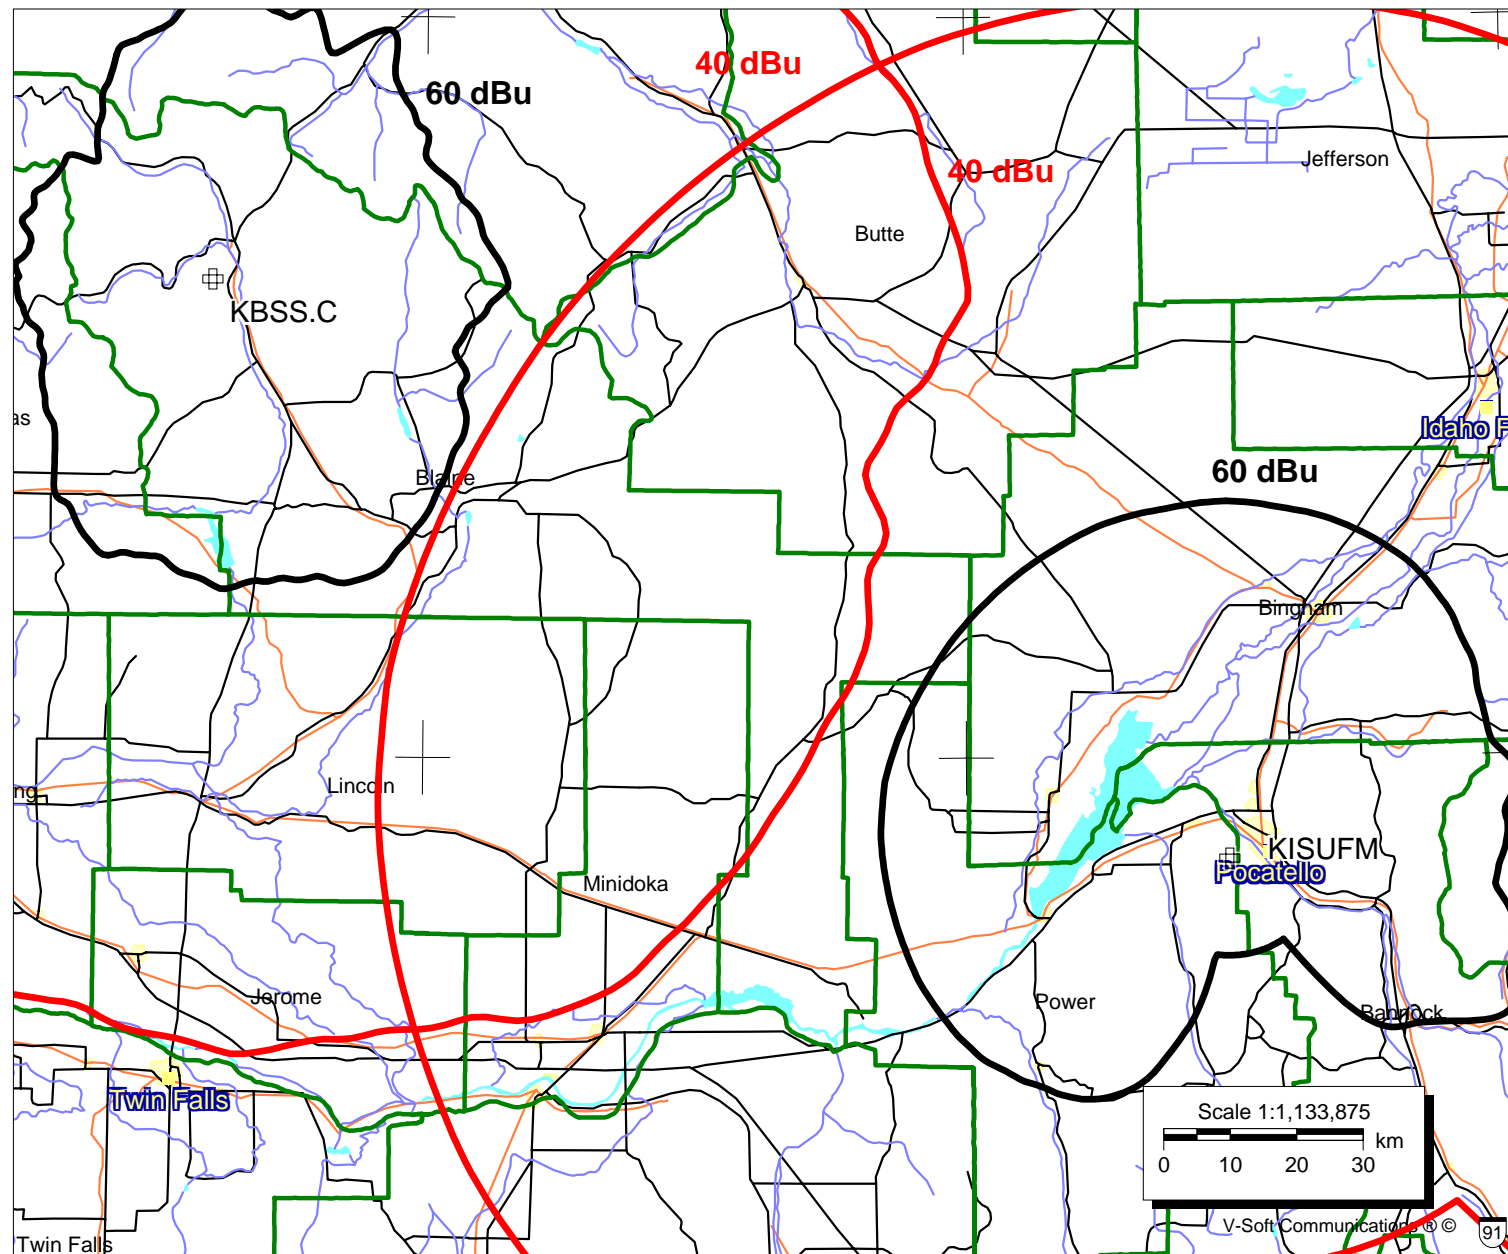 40 dBu
60 dBu
Jefferson
40 dBu
Butte
KBSS.C
as
Idaho F
60 dBu
Blaine
Bingham
Lincoln
ng
KISUFM
Pocatello
Minidoka
Jerome
Power
Bannock
Twin Falls
Scale 1:1,133,875
km
0 10 20 30
V-Soft Communications ® ©
91
Twin Falls